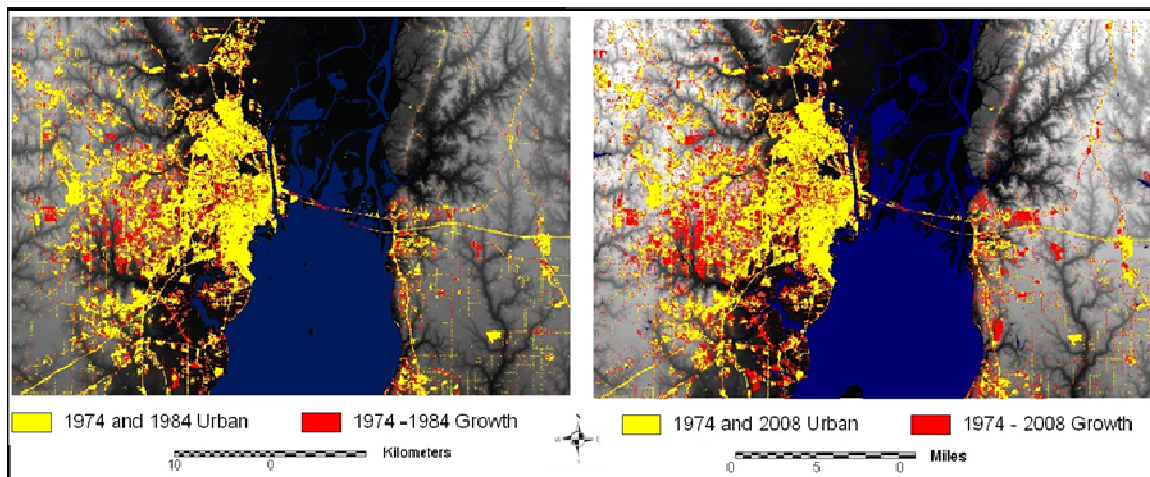 1974 and 1984 Urban
1974 -1984 Growth
10 0 Kilometers
1974 and 2008 Urban
1974 - 2008 Growth
0 5 0 Miles